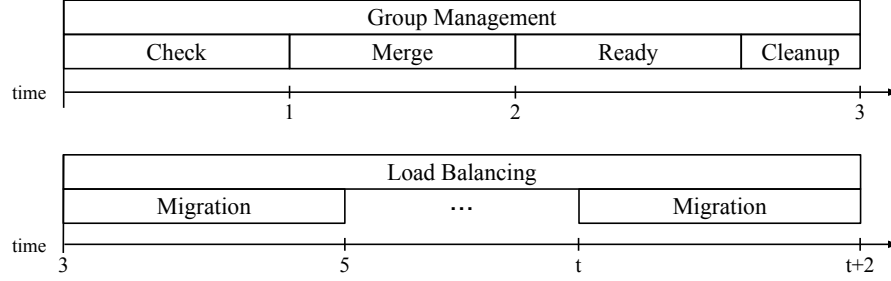 Group Management
Check Merge Ready Cleanup
time
1 2 3
Load Balancing
Migration ... Migration
time
3 5 t t+2